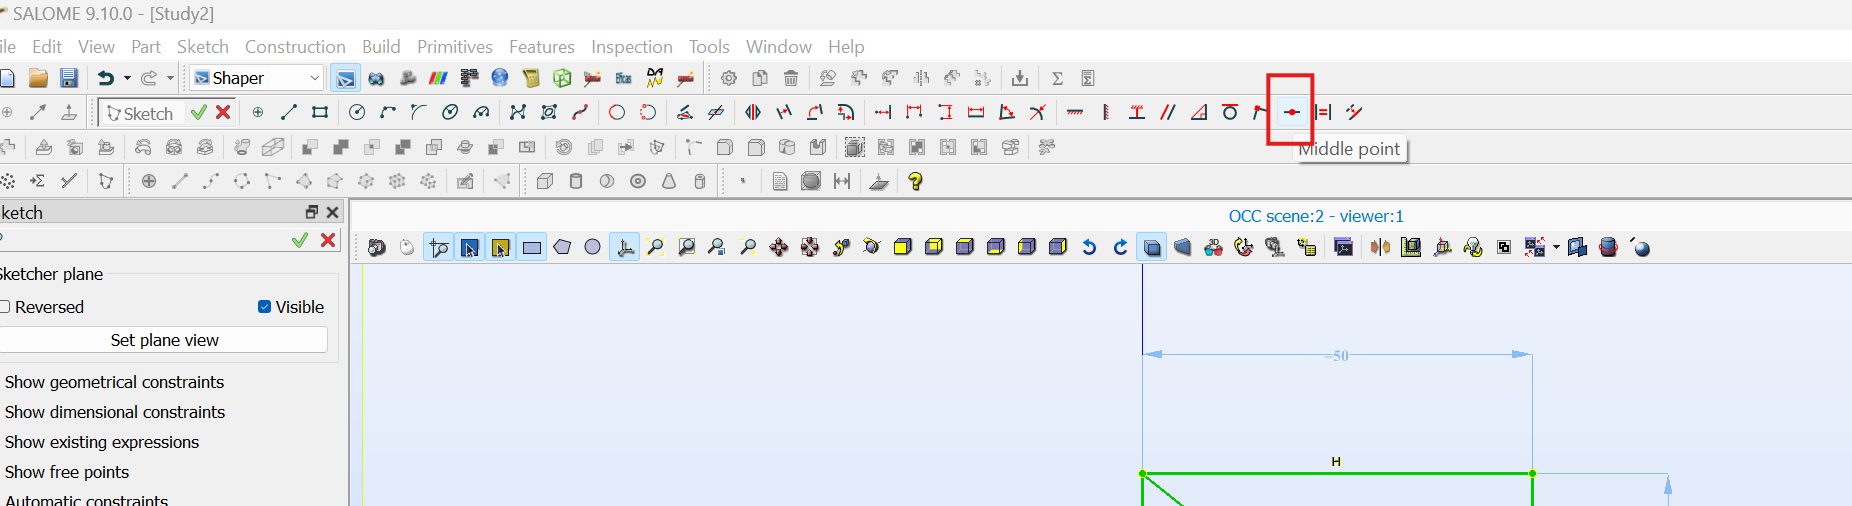 SALOME 9.10.0 - [Study2]
ile Edit View Part Sketch Construction Build Primitives Features Inspection Tools Window Help
Shaper
Eficas
DA
Sketch
Middle point
ketch
OCC scene:2 - viewer:1
Sketcher plane
Reversed
Visible
Set plane view
Show geometrical constraints
Show dimensional constraints
Show existing expressions
Show free points
Automatic constraints
=50
H